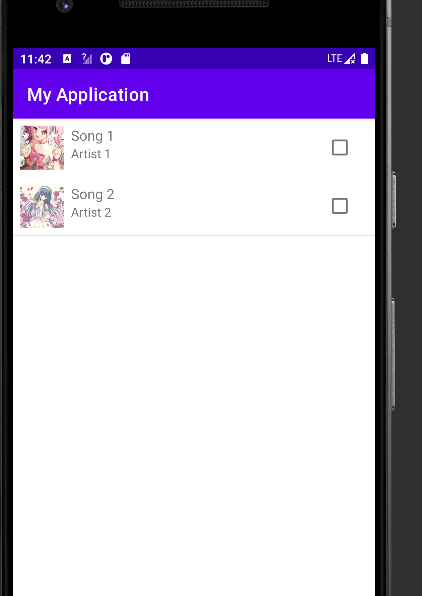 11:42
LTE
My Application
Song 1
Artist 1
Song 2
Artist 2